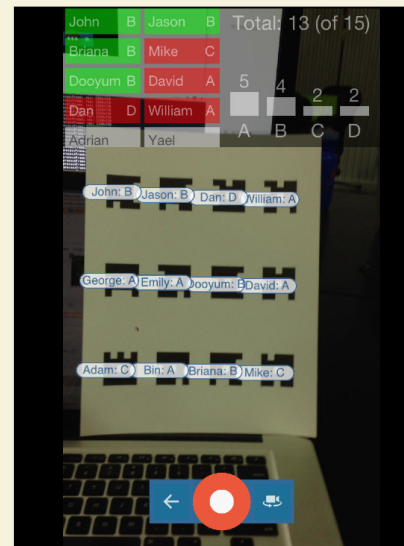 John B Jason B Total: 13 (of 15)
Briana B Mike C
Dooyum B David A
Dan D William A
Adrian Yael
5 4 2 2
A B C D
John: B Jason: B Dan: D William: A
George: A Emily: A Dooyum: B David: A
Adam: C Bin: A Briana: B Mike: C